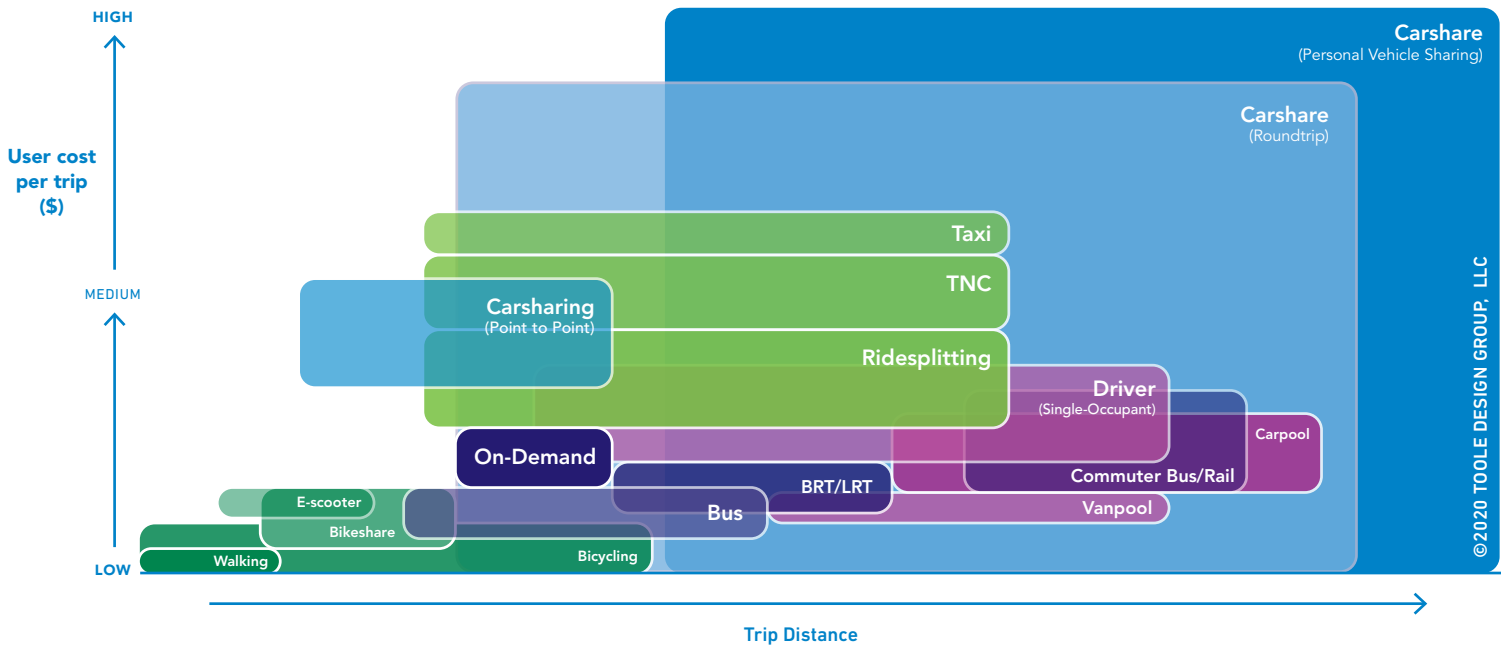 HIGH
Carshare
(Personal Vehicle Sharing)
Carshare
(Roundtrip)
User cost
per trip
($)
Taxi
TNC
MEDIUM
Carsharing
(Point to Point)
Ridesplitting
Driver
(Single-Occupant)
Carpool
On-Demand
Commuter Bus/Rail
BRT/LRT
E-scooter
Vanpool
Bus
Bikeshare
Bicycling
Walking
LOW
©2020 TOOLE DESIGN GROUP, LLC
Trip Distance